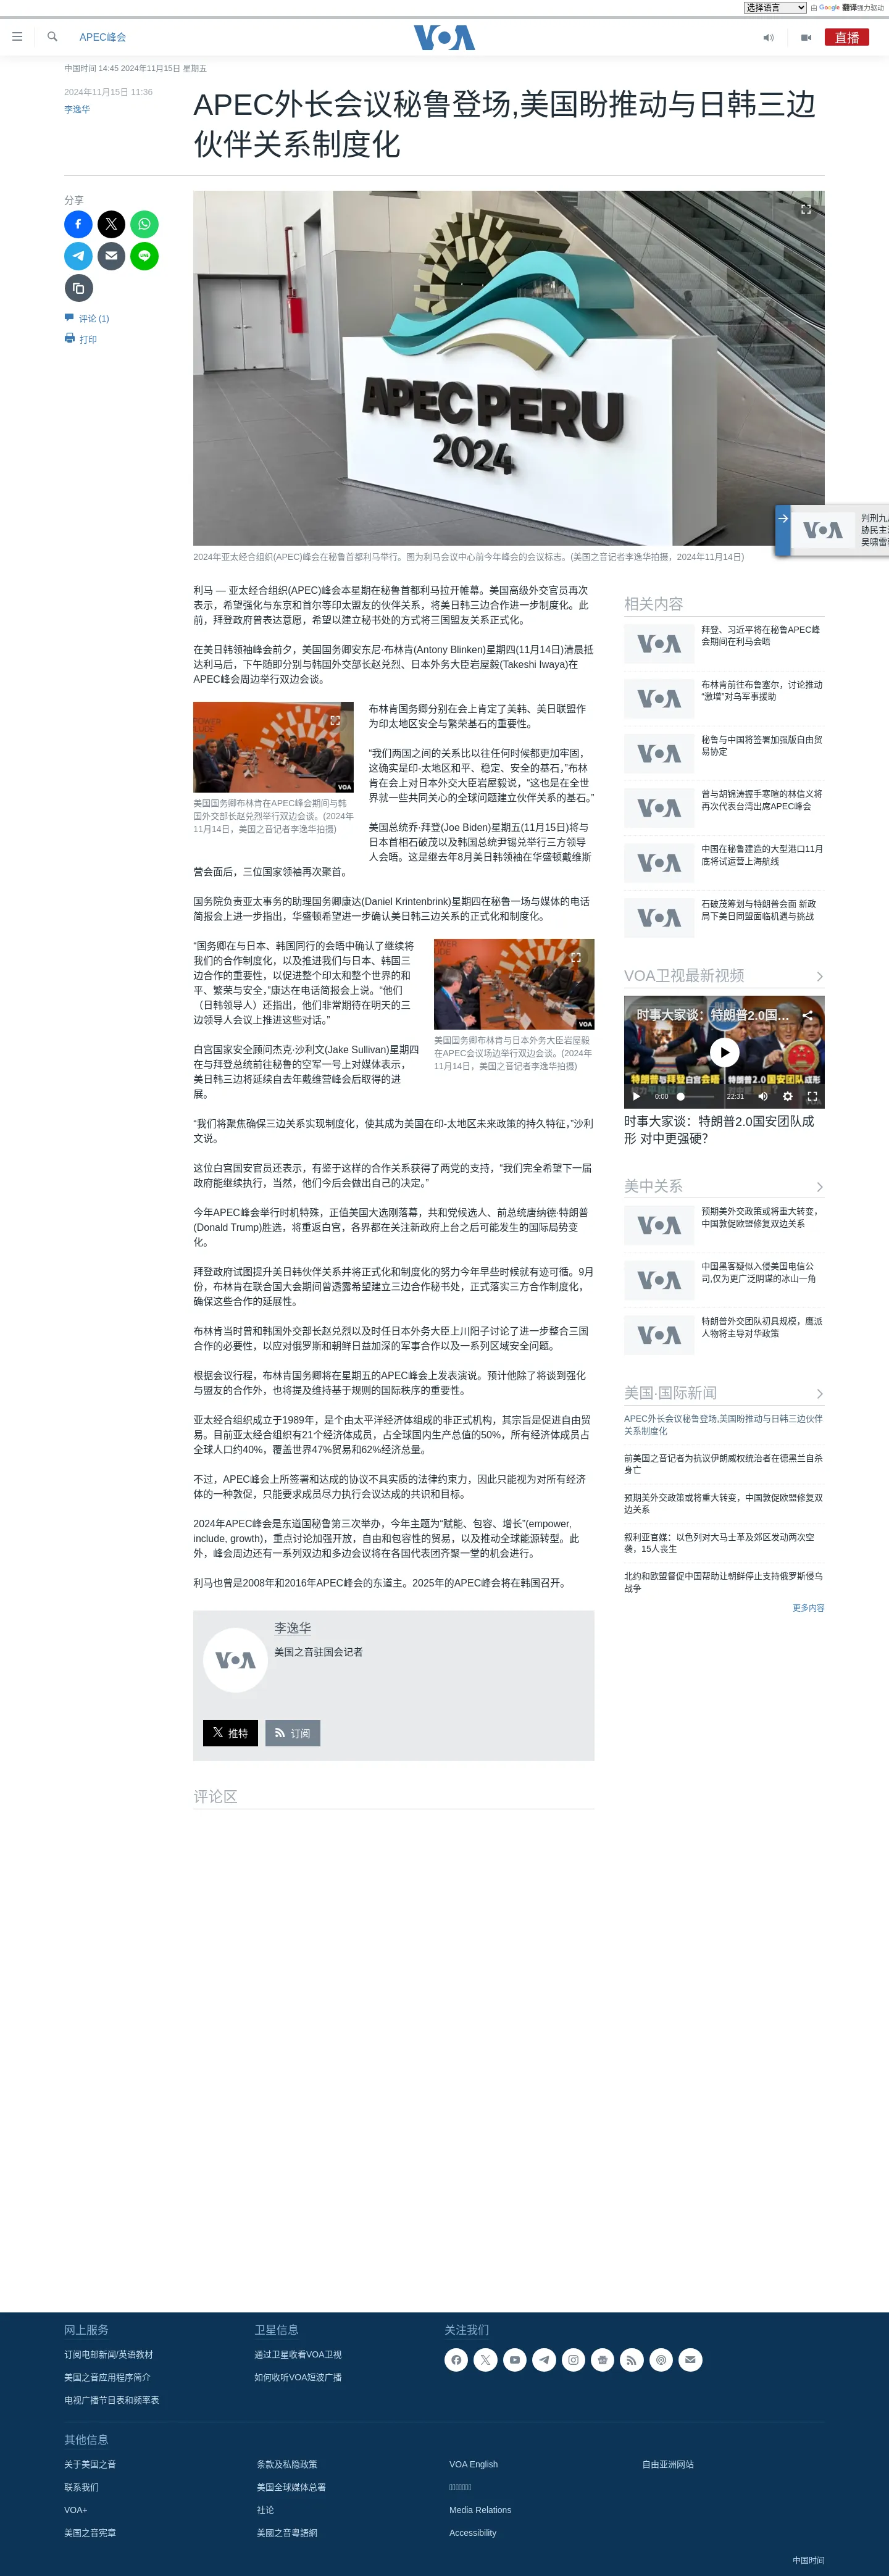 选择语言 由 Google 翻译强力驱动
APEC峰会
VOA
直播
中国时间 14:45 2024年11月15日 星期五
2024年11月15日 11:36
李逸华
APEC外长会议秘鲁登场,美国盼推动与日韩三边
伙伴关系制度化
分享
评论 (1)
打印
APEC PERU
2024
2024年亚太经合组织(APEC)峰会在秘鲁首都利马举行。图为利马会议中心前今年峰会的会议标志。(美国之音记者李逸华拍摄，2024年11月14日)
VOA
利马 — 亚太经合组织(APEC)峰会本星期在秘鲁首都利马拉开帷幕。美国高级外交官员再次
表示，希望强化与东京和首尔等印太盟友的伙伴关系，将美日韩三边合作进一步制度化。此
前，拜登政府曾表达意愿，希望以建立秘书处的方式将三国盟友关系正式化。
在美日韩领袖峰会前夕，美国国务卿安东尼·布林肯(Antony Blinken)星期四(11月14日)清晨抵
达利马后，下午随即分别与韩国外交部长赵兑烈、日本外务大臣岩屋毅(Takeshi Iwaya)在
APEC峰会周边举行双边会谈。
VOA
美国国务卿布林肯在APEC峰会期间与韩
国外交部长赵兑烈举行双边会谈。(2024年
11月14日，美国之音记者李逸华拍摄)
布林肯国务卿分别在会上肯定了美韩、美日联盟作
为印太地区安全与繁荣基石的重要性。
“我们两国之间的关系比以往任何时候都更加牢固，
这确实是印-太地区和平、稳定、安全的基石，”布林
肯在会上对日本外交大臣岩屋毅说，“这也是在全世
界就一些共同关心的全球问题建立伙伴关系的基石。”
美国总统乔·拜登(Joe Biden)星期五(11月15日)将与
日本首相石破茂以及韩国总统尹锡兑举行三方领导
人会晤。这是继去年8月美日韩领袖在华盛顿戴维斯
营会面后，三位国家领袖再次聚首。
国务院负责亚太事务的助理国务卿康达(Daniel Krintenbrink)星期四在秘鲁一场与媒体的电话
简报会上进一步指出，华盛顿希望进一步确认美日韩三边关系的正式化和制度化。
“国务卿在与日本、韩国同行的会晤中确认了继续将
我们的合作制度化，以及推进我们与日本、韩国三
边合作的重要性，以促进整个印太和整个世界的和
平、繁荣与安全，”康达在电话简报会上说。“他们
（日韩领导人）还指出，他们非常期待在明天的三
边领导人会议上推进这些对话。”
VOA
美国国务卿布林肯与日本外务大臣岩屋毅
在APEC会议场边举行双边会谈。(2024年
11月14日，美国之音记者李逸华拍摄)
白宫国家安全顾问杰克·沙利文(Jake Sullivan)星期四
在与拜登总统前往秘鲁的空军一号上对媒体表示，
美日韩三边将延续自去年戴维营峰会后取得的进
展。
“我们将聚焦确保三边关系实现制度化，使其成为美国在印-太地区未来政策的持久特征，”沙利
文说。
这位白宫国安官员还表示，有鉴于这样的合作关系获得了两党的支持，“我们完全希望下一届
政府能继续执行，当然，他们今后会做出自己的决定。”
今年APEC峰会举行时机特殊，正值美国大选刚落幕，共和党候选人、前总统唐纳德·特朗普
(Donald Trump)胜选，将重返白宫，各界都在关注新政府上台之后可能发生的国际局势变
化。
拜登政府试图提升美日韩伙伴关系并将正式化和制度化的努力今年早些时候就有迹可循。9月
份，布林肯在联合国大会期间曾透露希望建立三边合作秘书处，正式落实三方合作制度化，
确保这些合作的延展性。
布林肯当时曾和韩国外交部长赵兑烈以及时任日本外务大臣上川阳子讨论了进一步整合三国
合作的必要性，以应对俄罗斯和朝鲜日益加深的军事合作以及一系列区域安全问题。
根据会议行程，布林肯国务卿将在星期五的APEC峰会上发表演说。预计他除了将谈到强化
与盟友的合作外，也将提及维持基于规则的国际秩序的重要性。
亚太经合组织成立于1989年，是个由太平洋经济体组成的非正式机构，其宗旨是促进自由贸
易。目前亚太经合组织有21个经济体成员，占全球国内生产总值的50%，所有经济体成员占
全球人口约40%，覆盖世界47%贸易和62%经济总量。
不过，APEC峰会上所签署和达成的协议不具实质的法律约束力，因此只能视为对所有经济
体的一种敦促，只能要求成员尽力执行会议达成的共识和目标。
2024年APEC峰会是东道国秘鲁第三次举办，今年主题为“赋能、包容、增长”(empower,
include, growth)，重点讨论加强开放，自由和包容性的贸易，以及推动全球能源转型。此
外，峰会周边还有一系列双边和多边会议将在各国代表团齐聚一堂的机会进行。
利马也曾是2008年和2016年APEC峰会的东道主。2025年的APEC峰会将在韩国召开。
VOA
李逸华
美国之音驻国会记者
推特
订阅
评论区
相关内容
VOA
拜登、习近平将在秘鲁APEC峰
会期间在利马会晤
VOA
布林肯前往布鲁塞尔，讨论推动
“激增”对乌军事援助
VOA
秘鲁与中国将签署加强版自由贸
易协定
VOA
曾与胡锦涛握手寒暄的林信义将
再次代表台湾出席APEC峰会
VOA
中国在秘鲁建造的大型港口11月
底将试运营上海航线
VOA
石破茂筹划与特朗普会面 新政
局下美日同盟面临机遇与挑战
VOA卫视最新视频
时事大家谈：特朗普2.0国…
特朗普与拜登白宫会晤 特朗普2.0国安团队成形
0:00 22:31
时事大家谈：特朗普2.0国安团队成
形 对中更强硬?
美中关系
VOA
预期美外交政策或将重大转变，
中国敦促欧盟修复双边关系
VOA
中国黑客疑似入侵美国电信公
司,仅为更广泛阴谋的冰山一角
VOA
特朗普外交团队初具规模，鹰派
人物将主导对华政策
美国·国际新闻
APEC外长会议秘鲁登场,美国盼推动与日韩三边伙伴
关系制度化
前美国之音记者为抗议伊朗威权统治者在德黑兰自杀
身亡
预期美外交政策或将重大转变，中国敦促欧盟修复双
边关系
叙利亚官媒：以色列对大马士革及郊区发动两次空
袭，15人丧生
北约和欧盟督促中国帮助让朝鲜停止支持俄罗斯侵乌
战争
更多内容
网上服务
订阅电邮新闻/英语教材
美国之音应用程序简介
电视广播节目表和频率表
卫星信息
通过卫星收看VOA卫视
如何收听VOA短波广播
关注我们
其他信息
关于美国之音
联系我们
VOA+
美国之音宪章
条款及私隐政策
美国全球媒体总署
社论
美國之音粵語網
VOA English
Media Relations
Accessibility
自由亚洲网站
中国时间